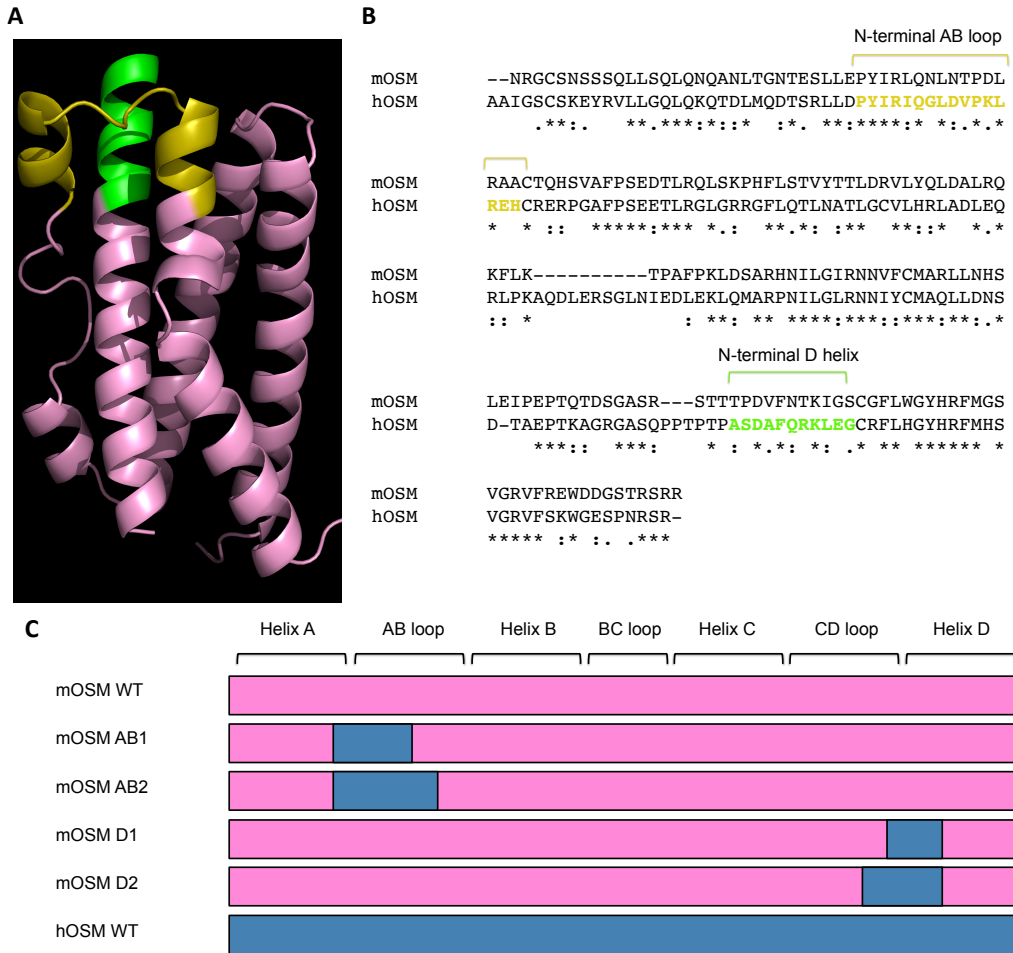 A
B
N-terminal AB loop
mOSM --NRGCSNSSSQLLSQLQNQANLTGNTESLLEPYIRLQNLNTPDL
hOSM AAIGSCSKEYRVLLGQLQKQTDLMQDTSRLLDPYIRIQGLDVPKL
.**:. **.***:*:.:: :*.. **:*****:* *:.*.*
mOSM RAACTQHSVAFPSEDTLRQLSKPHFLSTVYTTLDRVLYQLDALRQ
hOSM REHCRERPGAFPSEETLRGLGRRGFLQTLNATLGCVLHRLADLEQ
* * :: *****:*** *.: **.*: :** **::* *.*
mOSM KFLK----------TPAFPKLDSARHNILGIRNNVFCMARLLNHS
hOSM RLPKAQDLERSGLNIEDLEKLQMARPNILGLRNNIYCMAQLLDNS
:: * : **: ** ****:***::***:**:.*
N-terminal D helix
mOSM LEIPEPTQTDSGASR---STTTPDVFNTKIGSCGFLWGYHRFMGS
hOSM D-TAEPTKAGRGASQPPTPTPASDAFQRKLEGCRFLHGYHRFMHS
***:: ***: * : *.*: *: .* ** ****** *
mOSM VGRVFREWDDGSTRSRR
hOSM VGRVFSKWGESPNRSR-
***** :* :. .***
C
Helix A AB loop Helix B BC loop Helix C CD loop Helix D
mOSM WT
mOSM AB1
mOSM AB2
mOSM D1
mOSM D2
hOSM WT